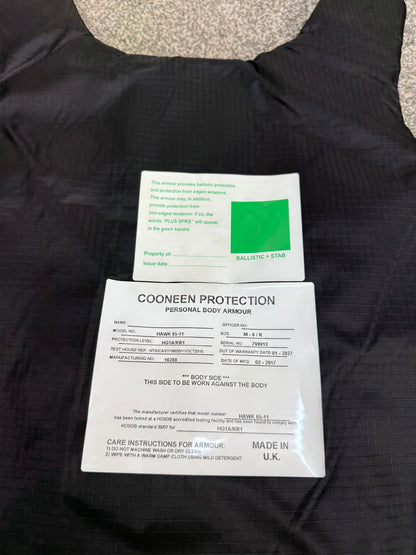 This armour provides ballistic protection
and protection from edged weapons.
This armour may, in addition,
provide protection from
non-edged weapons: if so, the
words "PLUS SPIKE" will appear
in the green square.
Property of:
Issue date:
BALLISTIC + STAB
COONEEN PROTECTION
PERSONAL BODY ARMOUR
NAME: OFFICER NO:
MODEL NO: HAWK 65-11 SIZE: M - 6 / R
PROTECTION LEVEL: HG1A/KR1 SERIAL NO: 799913
TEST HOUSE REF: OUT OF WARRANTY DATE 01 - 2027
MANUFACTURING NO: 16280 DATE OF MFG: 02 - 2017
*** BODY SIDE ***
THIS SIDE TO BE WORN AGAINST THE BODY
The manufacturer certifies that model number HAWK 65-11
has been tested at a HOSDB accredited testing facility and has been found to comply with
HOSDB standard 39/07 for HG1A/KR1
CARE INSTRUCTIONS FOR ARMOUR:
1) DO NOT MACHINE WASH OR DRY CLEAN
2) WIPE WITH A WARM DAMP CLOTH USING MILD DETERGENT
MADE IN
U.K.